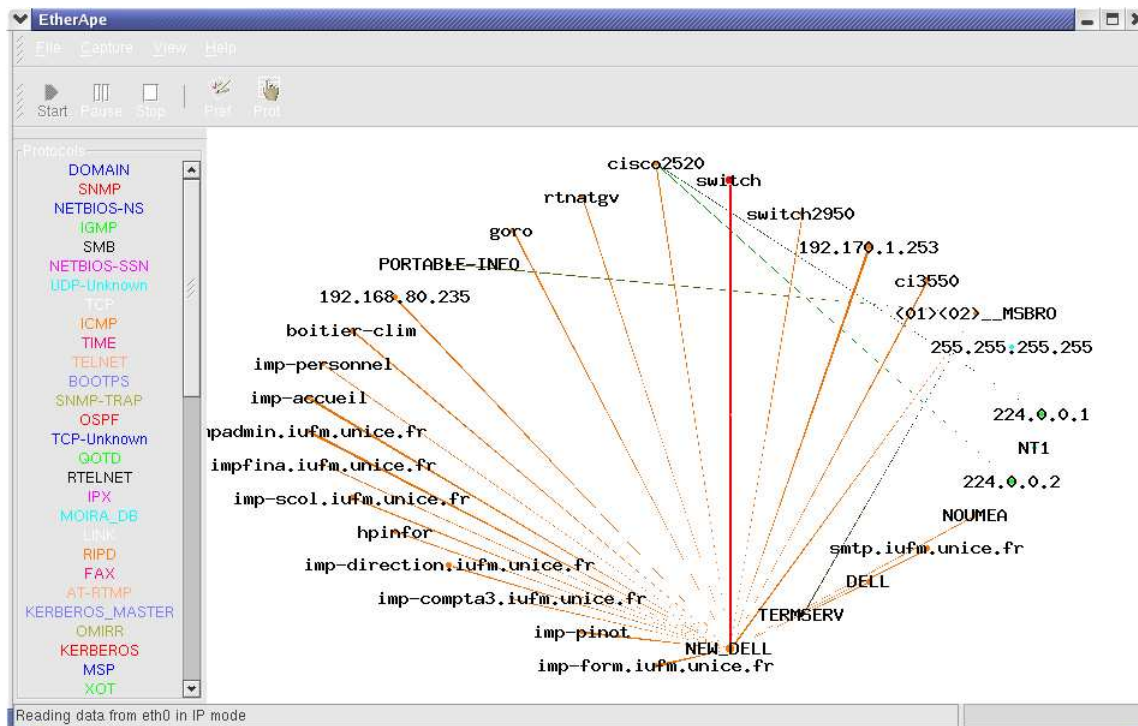 EtherApe
File Capture View Help
Start Pause Stop Pref Prot
Protocols
DOMAIN
SNMP
NETBIOS-NS
IGMP
SMB
NETBIOS-SSN
UDP-Unknown
TCP
ICMP
TIME
TELNET
BOOTPS
SNMP-TRAP
OSPF
TCP-Unknown
QOTD
RTELNET
IPX
MOIRA_DB
LINK
RIPD
FAX
AT-RTMP
KERBEROS_MASTER
OMIRR
KERBEROS
MSP
XOT
cisco2520
switch
rtnatgv
switch2950
goro
192.170.1.253
PORTABLE-INFO
ci3550
192.168.80.235
<01><02>__MSBRO
boitier-clim
255.255.255.255
imp-personnel
imp-accueil
224.0.0.1
mpadmin.iufm.unice.fr
NT1
impfina.iufm.unice.fr
224.0.0.2
imp-scol.iufm.unice.fr
NOUMEA
hpinfor
smtp.iufm.unice.fr
imp-direction.iufm.unice.fr
DELL
imp-compta3.iufm.unice.fr
TERMSERV
imp-pinot
NEW_DELL
imp-form.iufm.unice.fr
Reading data from eth0 in IP mode